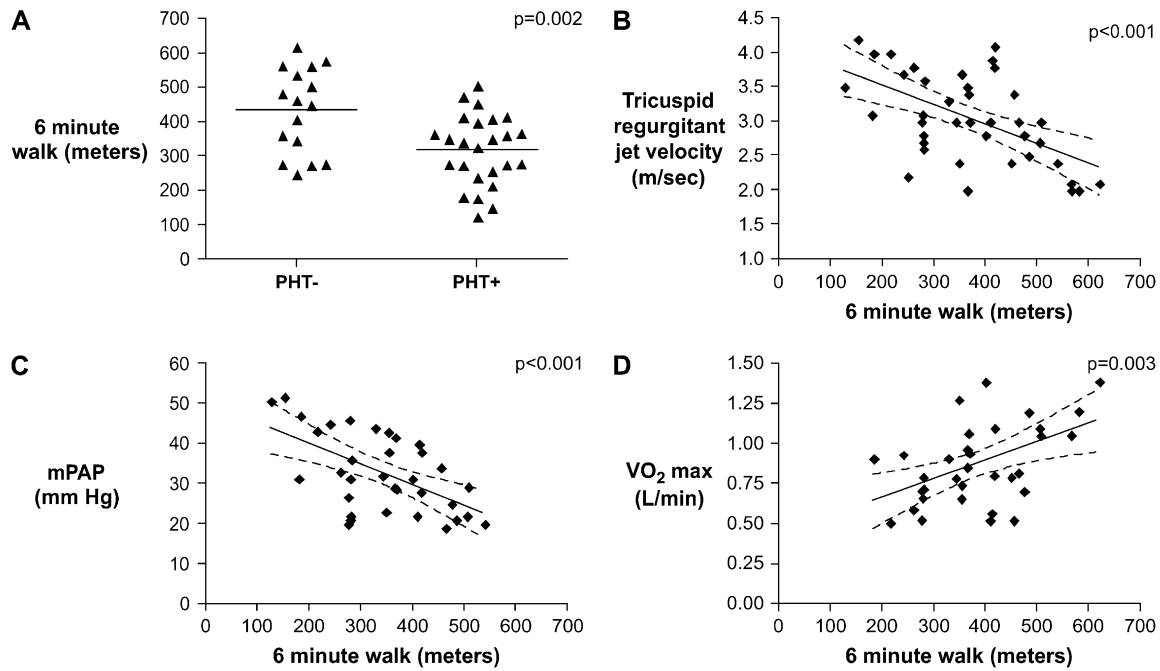 A
p=0.002
6 minute
walk (meters)
700
600
500
400
300
200
100
0
PHT-
PHT+
B
p<0.001
Tricuspid
regurgitant
jet velocity
(m/sec)
4.5
4.0
3.5
3.0
2.5
2.0
1.5
1.0
0 100 200 300 400 500 600 700
6 minute walk (meters)
C
p<0.001
mPAP
(mm Hg)
60
50
40
30
20
10
0
0 100 200 300 400 500 600 700
6 minute walk (meters)
D
p=0.003
VO₂ max
(L/min)
1.50
1.25
1.00
0.75
0.50
0.25
0.00
0 100 200 300 400 500 600 700
6 minute walk (meters)